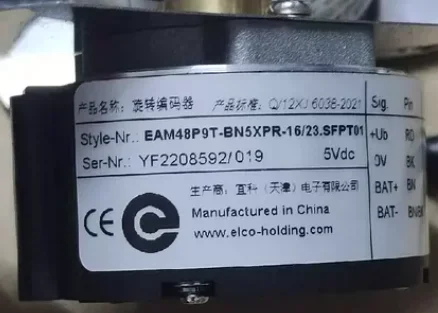 产品名称: 旋转编码器 产品标准: Q/12XJ 6038-2021
Style-Nr.: EAM48P9T-BN5XPR-16/23.SFPT01
Ser-Nr.: YF2208592/019 5Vdc
生产商: 宜科（天津）电子有限公司
CE
Manufactured in China
www.elco-holding.com
Sig. Pin
+Ub RD
0V BK
BAT+ BN
BAT-